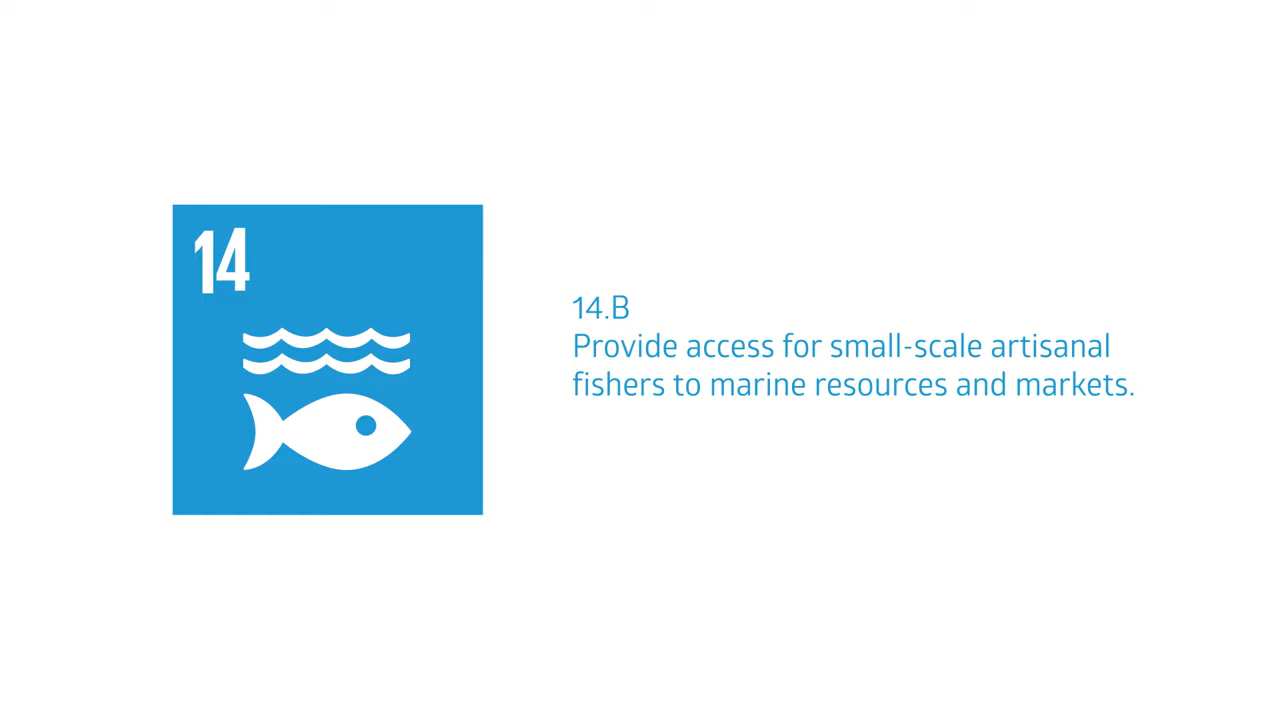 14
14.B
Provide access for small-scale artisanal
fishers to marine resources and markets.